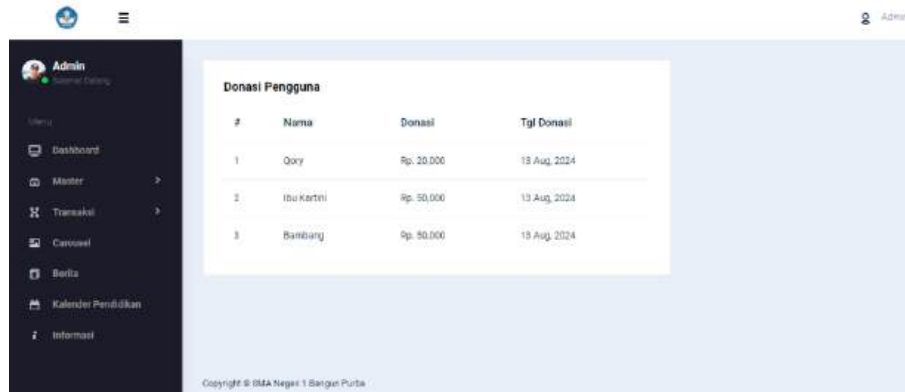 Admin
Admin
Selamat Datang
Menu
Dashboard
Master
Transaksi
Carousel
Berita
Kalender Pendidikan
Informasi
Donasi Pengguna
# Nama Donasi Tgl Donasi
1 Qory Rp. 20,000 13 Aug, 2024
2 Ibu Kartini Rp. 50,000 13 Aug, 2024
3 Bambang Rp. 50,000 13 Aug, 2024
Copyright © SMA Negeri 1 Bangun Purba